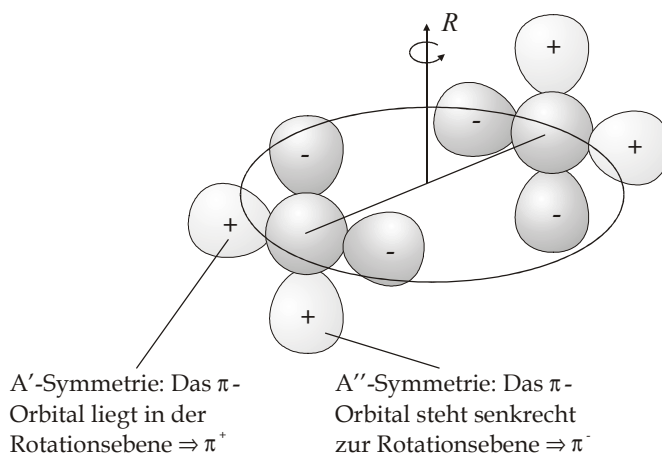 R
+
-
-
+
+
-
-
+
A′-Symmetrie: Das π-
Orbital liegt in der
Rotationsebene ⇒ π⁺
A′′-Symmetrie: Das π-
Orbital steht senkrecht
zur Rotationsebene ⇒ π⁻